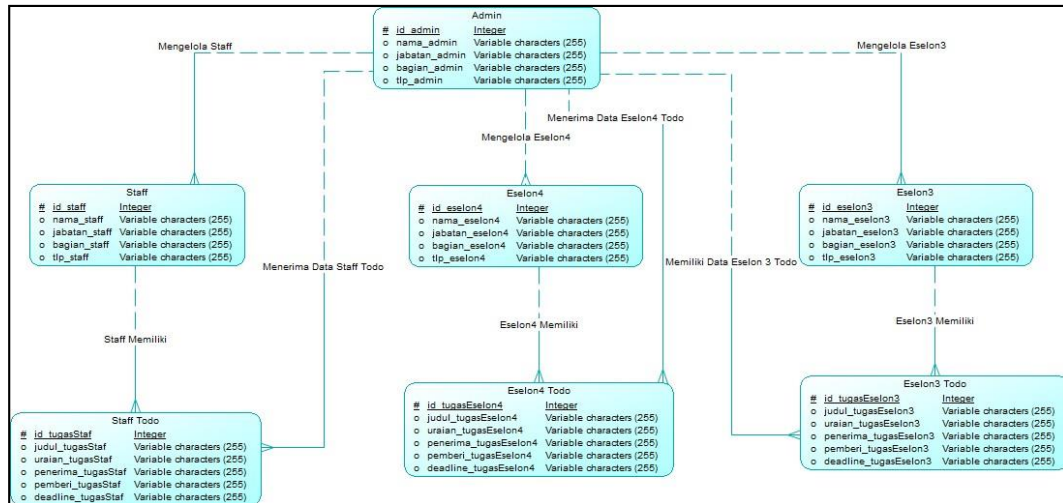 Admin
# id_admin Integer
o nama_admin Variable characters (255)
o jabatan_admin Variable characters (255)
o bagian_admin Variable characters (255)
o tlp_admin Variable characters (255)
Mengelola Staff
Mengelola Eselon3
Menerima Data Eselon4 Todo
Mengelola Eselon4
Staff
# id_staff Integer
o nama_staff Variable characters (255)
o jabatan_staff Variable characters (255)
o bagian_staff Variable characters (255)
o tlp_staff Variable characters (255)
Eselon4
# id_eselon4 Integer
o nama_eselon4 Variable characters (255)
o jabatan_eselon4 Variable characters (255)
o bagian_eselon4 Variable characters (255)
o tlp_eselon4 Variable characters (255)
Eselon3
# id_eselon3 Integer
o nama_eselon3 Variable characters (255)
o jabatan_eselon3 Variable characters (255)
o bagian_eselon3 Variable characters (255)
o tlp_eselon3 Variable characters (255)
Menerima Data Staff Todo
Memiliki Data Eselon 3 Todo
Staff Memiliki
Eselon4 Memiliki
Eselon3 Memiliki
Staff Todo
# id_tugasStaf Integer
o judul_tugasStaf Variable characters (255)
o uraian_tugasStaf Variable characters (255)
o penerima_tugasStaf Variable characters (255)
o pemberi_tugasStaf Variable characters (255)
o deadline_tugasStaf Variable characters (255)
Eselon4 Todo
# id_tugasEselon4 Integer
o judul_tugasEselon4 Variable characters (255)
o uraian_tugasEselon4 Variable characters (255)
o penerima_tugasEselon4 Variable characters (255)
o pemberi_tugasEselon4 Variable characters (255)
o deadline_tugasEselon4 Variable characters (255)
Eselon3 Todo
# id_tugasEselon3 Integer
o judul_tugasEselon3 Variable characters (255)
o uraian_tugasEselon3 Variable characters (255)
o penerima_tugasEselon3 Variable characters (255)
o pemberi_tugasEselon3 Variable characters (255)
o deadline_tugasEselon3 Variable characters (255)